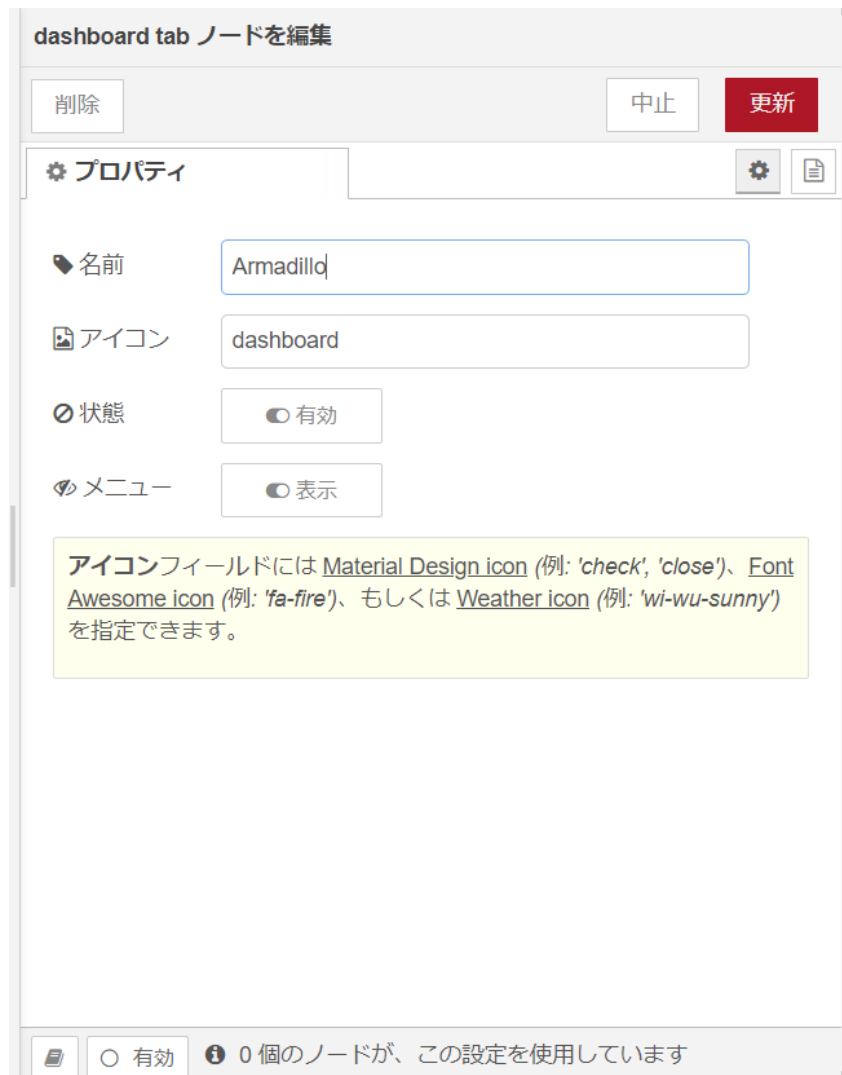 dashboard tab ノードを編集
削除
中止
更新
プロパティ
名前
Armadillo
アイコン
dashboard
状態
有効
メニュー
表示
アイコンフィールドには Material Design icon (例: 'check', 'close')、Font
Awesome icon (例: 'fa-fire')、もしくは Weather icon (例: 'wi-wu-sunny')
を指定できます。
有効
0 個のノードが、この設定を使用しています